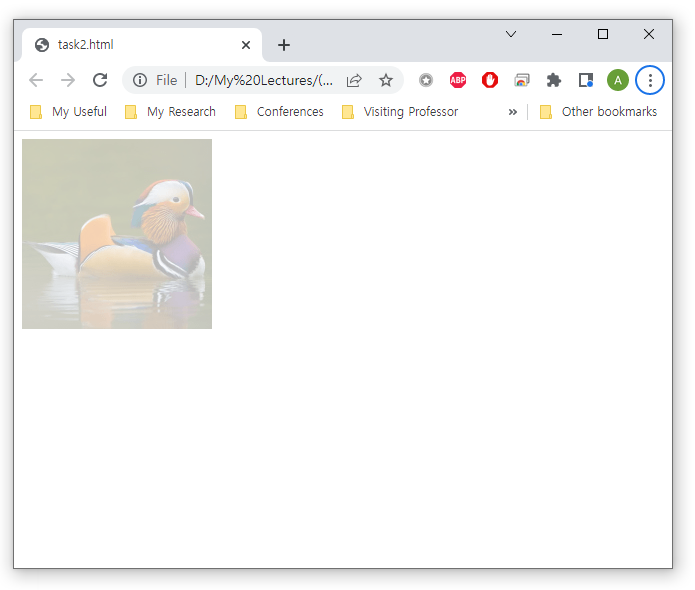 task2.html
File D:/My%20Lectures/(...
ABP
A
My Useful My Research Conferences Visiting Professor » Other bookmarks